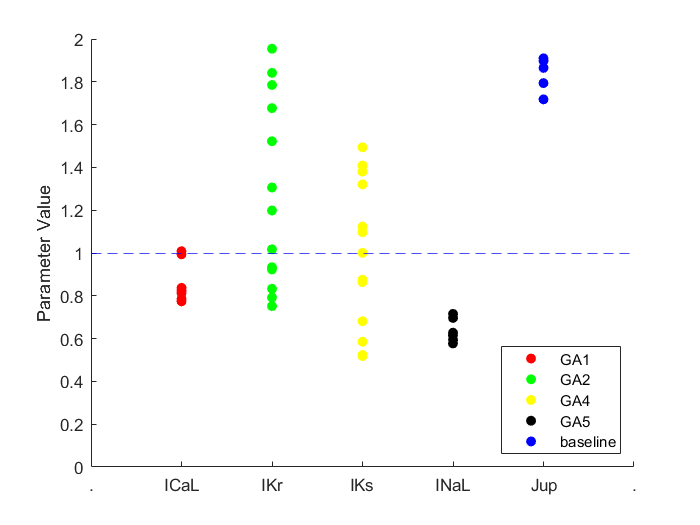 Parameter Value
2
1.8
1.6
1.4
1.2
1
0.8
0.6
0.4
0.2
0
. ICaL IKr IKs INaL Jup .
GA1
GA2
GA4
GA5
baseline